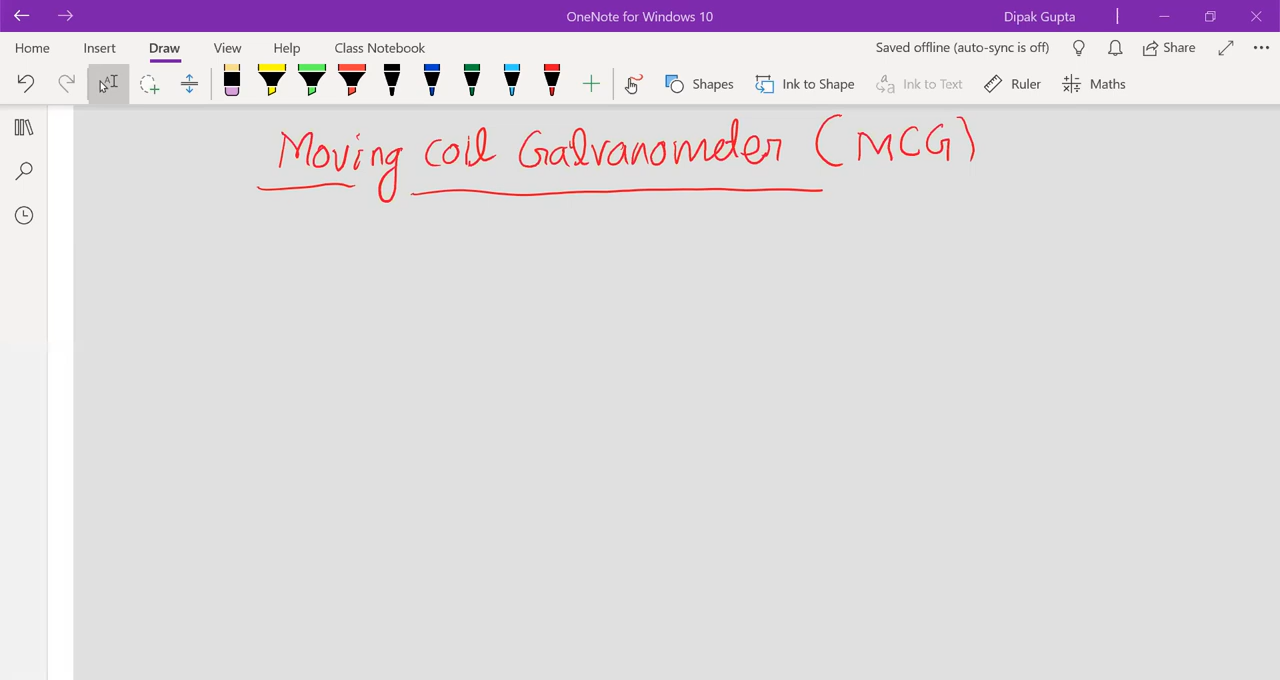 OneNote for Windows 10
Dipak Gupta
Home Insert Draw View Help Class Notebook
Saved offline (auto-sync is off) Share
Shapes Ink to Shape Ink to Text Ruler Maths
Moving coil Galvanometer (MCG)